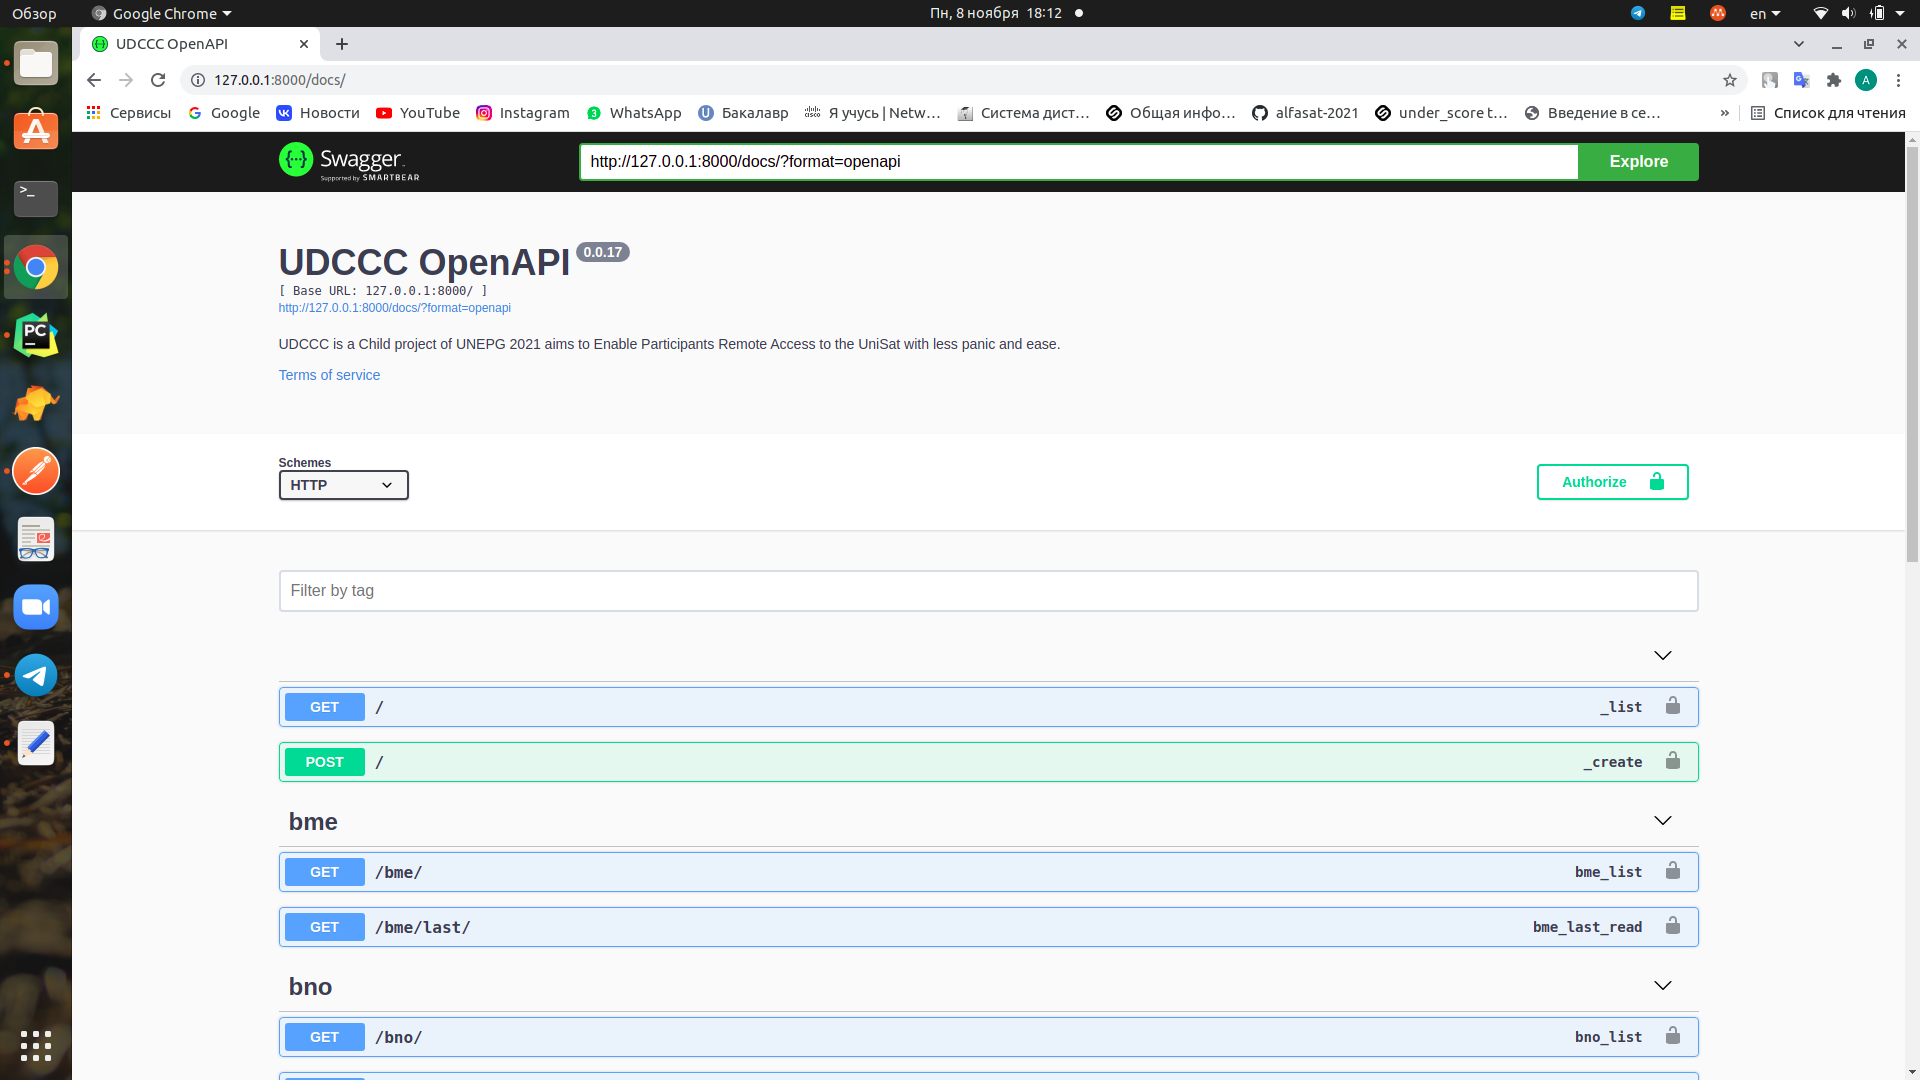 Обзор
Google Chrome
Пн, 8 ноября 18:12
en
UDCCC OpenAPI
127.0.0.1:8000/docs/
A
Сервисы
Google
Новости
YouTube
Instagram
WhatsApp
Бакалавр
Я учусь | Netw…
Система дист…
Общая инфо…
alfasat-2021
under_score t…
Введение в се…
»
Список для чтения
Swagger
Supported by SMARTBEAR
http://127.0.0.1:8000/docs/?format=openapi
Explore
UDCCC OpenAPI 0.0.17
[ Base URL: 127.0.0.1:8000/ ]
http://127.0.0.1:8000/docs/?format=openapi
UDCCC is a Child project of UNEPG 2021 aims to Enable Participants Remote Access to the UniSat with less panic and ease.
Terms of service
Schemes
HTTP
Authorize
Filter by tag
GET / _list
POST / _create
bme
GET /bme/ bme_list
GET /bme/last/ bme_last_read
bno
GET /bno/ bno_list